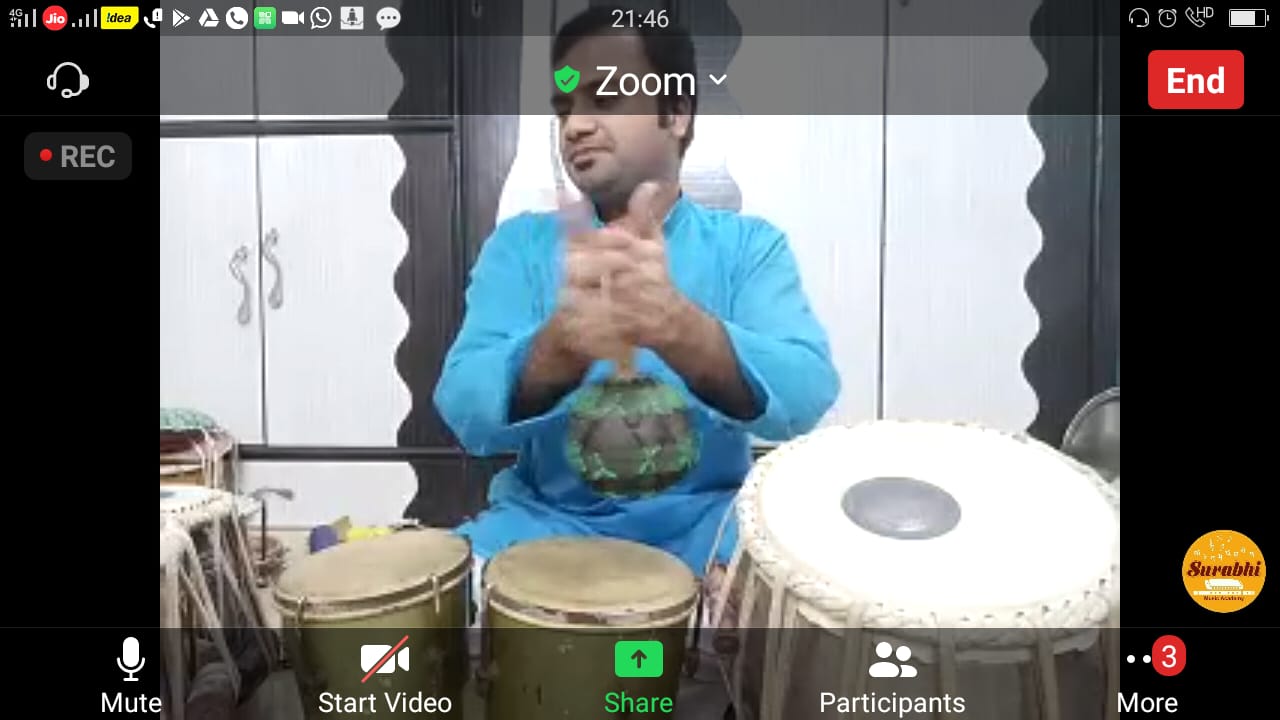 4G
Jio
!dea
21:46
HD
Zoom
End
REC
Surabhi
Music Academy
Mute
Start Video
Share
Participants
3
More